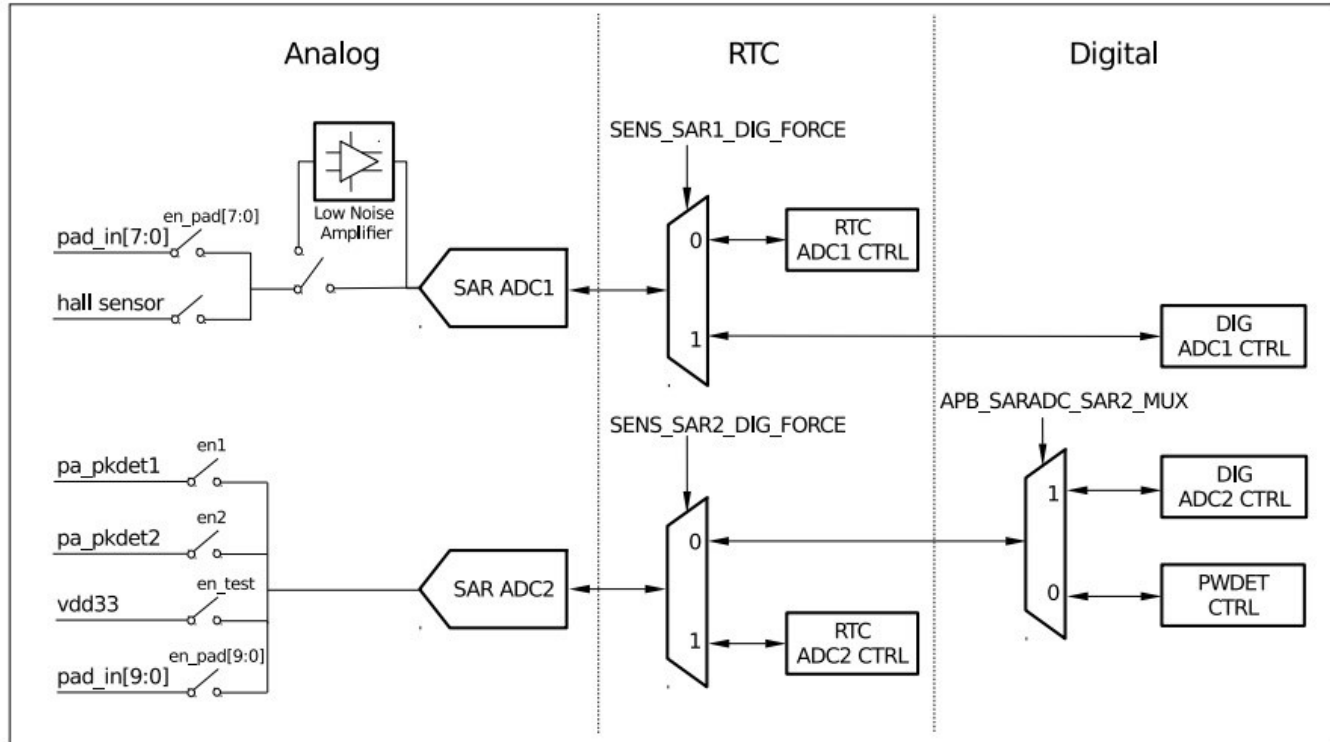 Analog
RTC
Digital
SENS_SAR1_DIG_FORCE
Low Noise
Amplifier
en_pad[7:0]
pad_in[7:0]
hall sensor
SAR ADC1
0
1
RTC
ADC1 CTRL
DIG
ADC1 CTRL
SENS_SAR2_DIG_FORCE
APB_SARADC_SAR2_MUX
en1
pa_pkdet1
en2
pa_pkdet2
en_test
vdd33
en_pad[9:0]
pad_in[9:0]
SAR ADC2
0
1
RTC
ADC2 CTRL
1
0
DIG
ADC2 CTRL
PWDET
CTRL